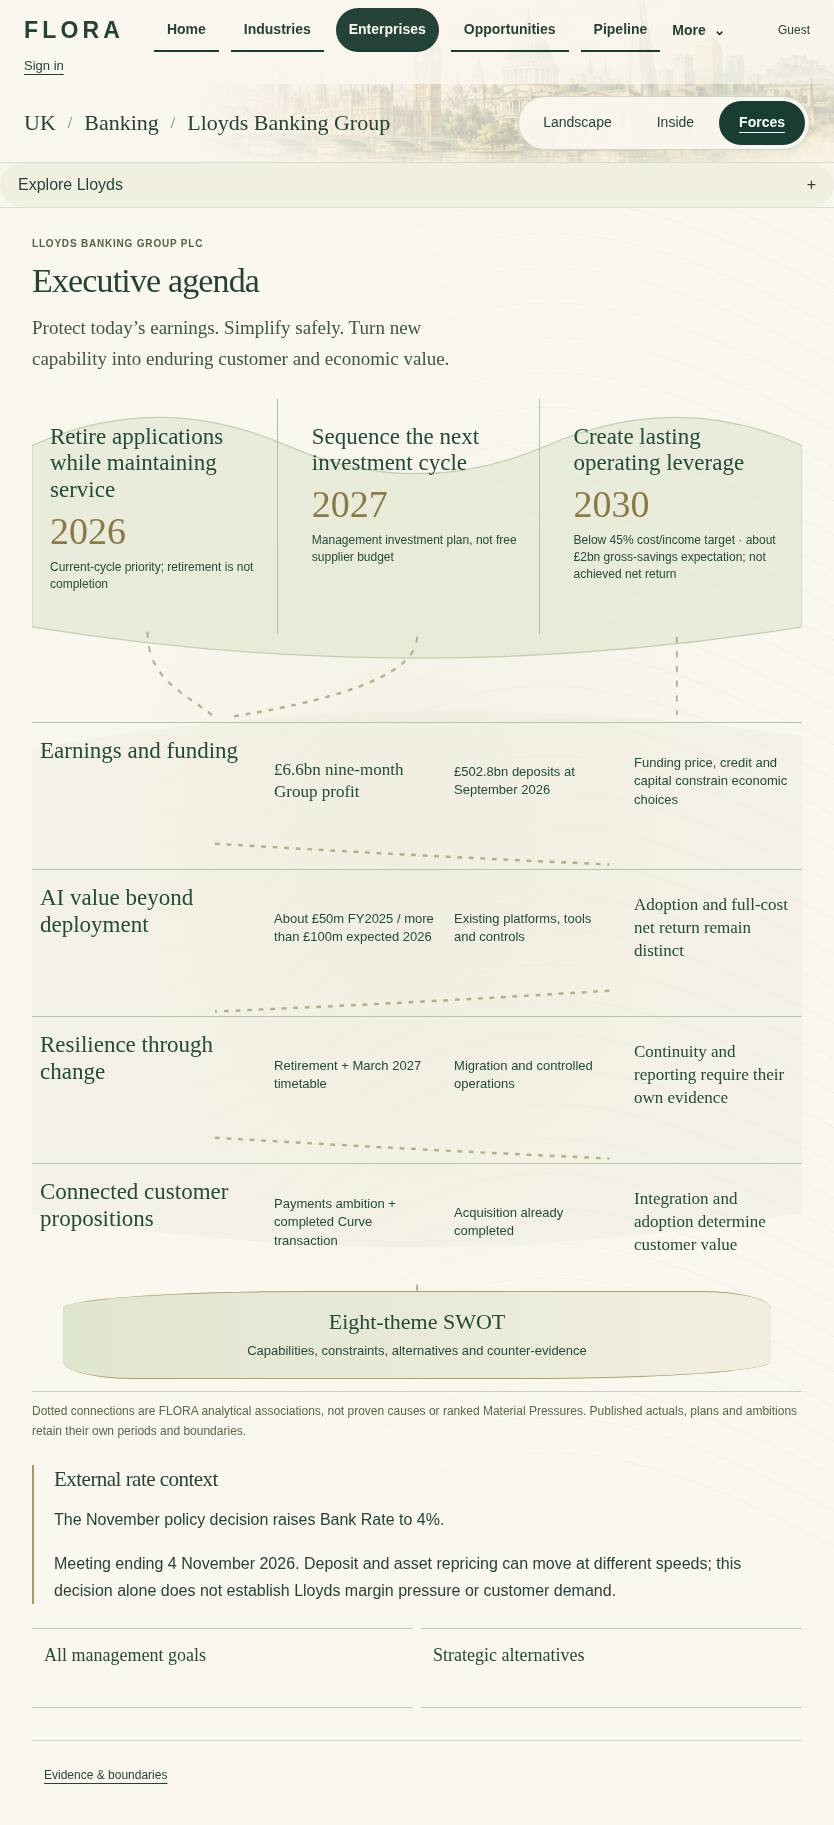 FLORA
Home
Industries
Enterprises
Opportunities
Pipeline
More ⌄
Guest
Sign in
UK / Banking / Lloyds Banking Group
Landscape
Inside
Forces
Explore Lloyds
+
LLOYDS BANKING GROUP PLC
Executive agenda
Protect today’s earnings. Simplify safely. Turn new
capability into enduring customer and economic value.
Retire applications
while maintaining
service
2026
Current-cycle priority; retirement is not
completion
Sequence the next
investment cycle
2027
Management investment plan, not free
supplier budget
Create lasting
operating leverage
2030
Below 45% cost/income target · about
£2bn gross-savings expectation; not
achieved net return
Earnings and funding
£6.6bn nine-month
Group profit
£502.8bn deposits at
September 2026
Funding price, credit and
capital constrain economic
choices
AI value beyond
deployment
About £50m FY2025 / more
than £100m expected 2026
Existing platforms, tools
and controls
Adoption and full-cost
net return remain
distinct
Resilience through
change
Retirement + March 2027
timetable
Migration and controlled
operations
Continuity and
reporting require their
own evidence
Connected customer
propositions
Payments ambition +
completed Curve
transaction
Acquisition already
completed
Integration and
adoption determine
customer value
Eight-theme SWOT
Capabilities, constraints, alternatives and counter-evidence
Dotted connections are FLORA analytical associations, not proven causes or ranked Material Pressures. Published actuals, plans and ambitions
retain their own periods and boundaries.
External rate context
The November policy decision raises Bank Rate to 4%.
Meeting ending 4 November 2026. Deposit and asset repricing can move at different speeds; this
decision alone does not establish Lloyds margin pressure or customer demand.
All management goals
Strategic alternatives
Evidence & boundaries